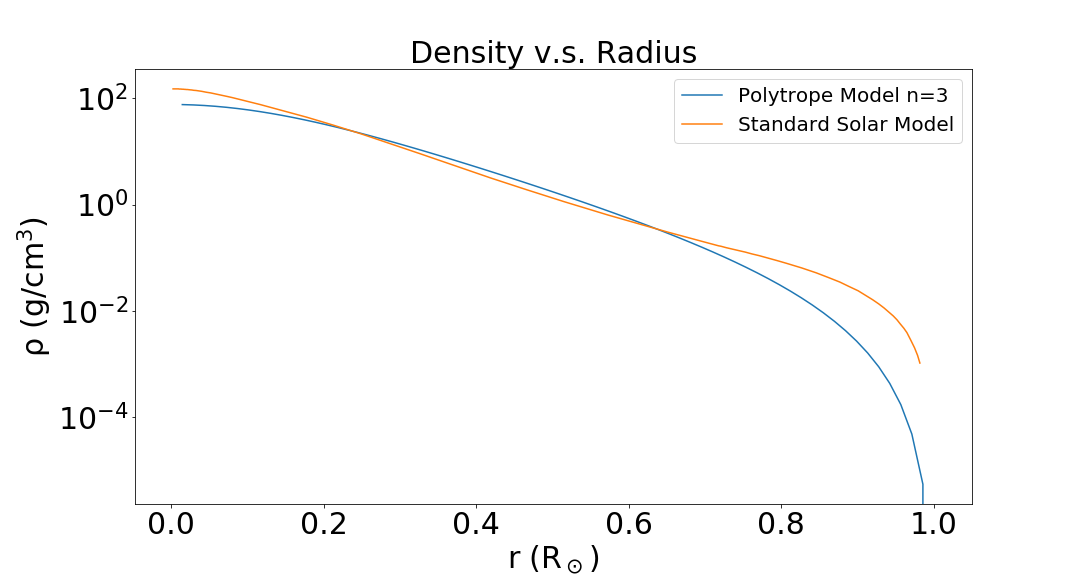 Density v.s. Radius
Polytrope Model n=3
Standard Solar Model
10²
10⁰
10⁻²
10⁻⁴
ρ (g/cm³)
0.0 0.2 0.4 0.6 0.8 1.0
r (R⊙)